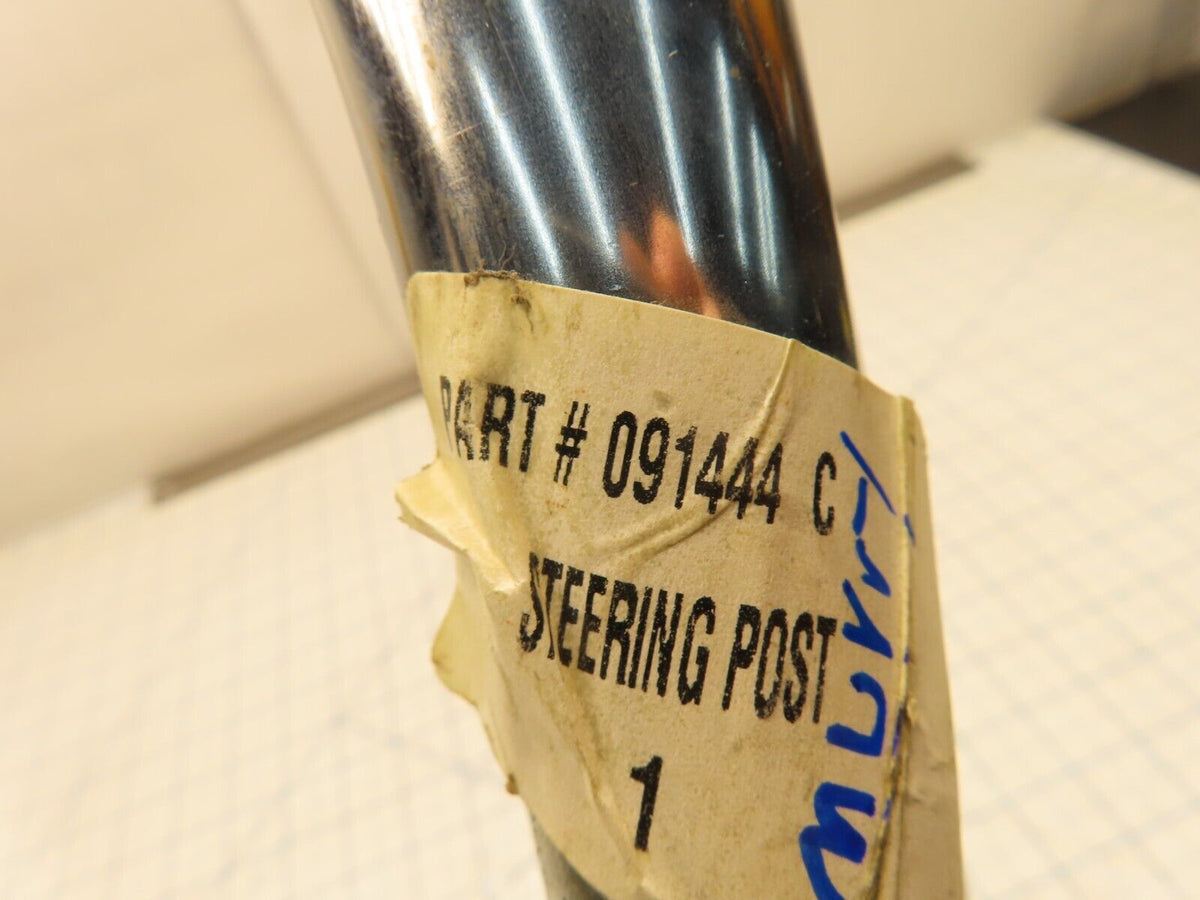 PART # 091444 C
STEERING POST
1